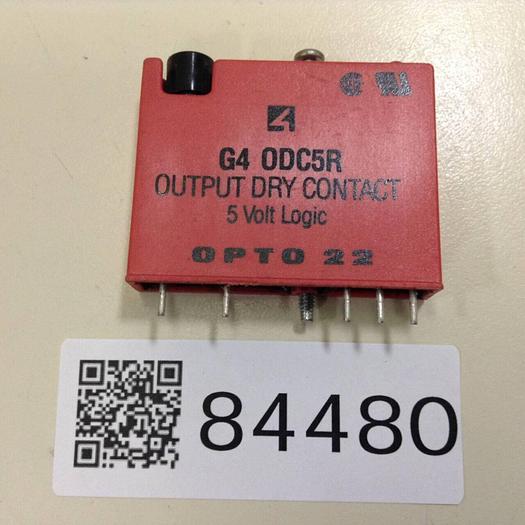 G4 ODC5R
OUTPUT DRY CONTACT
5 Volt Logic
OPTO 22
84480